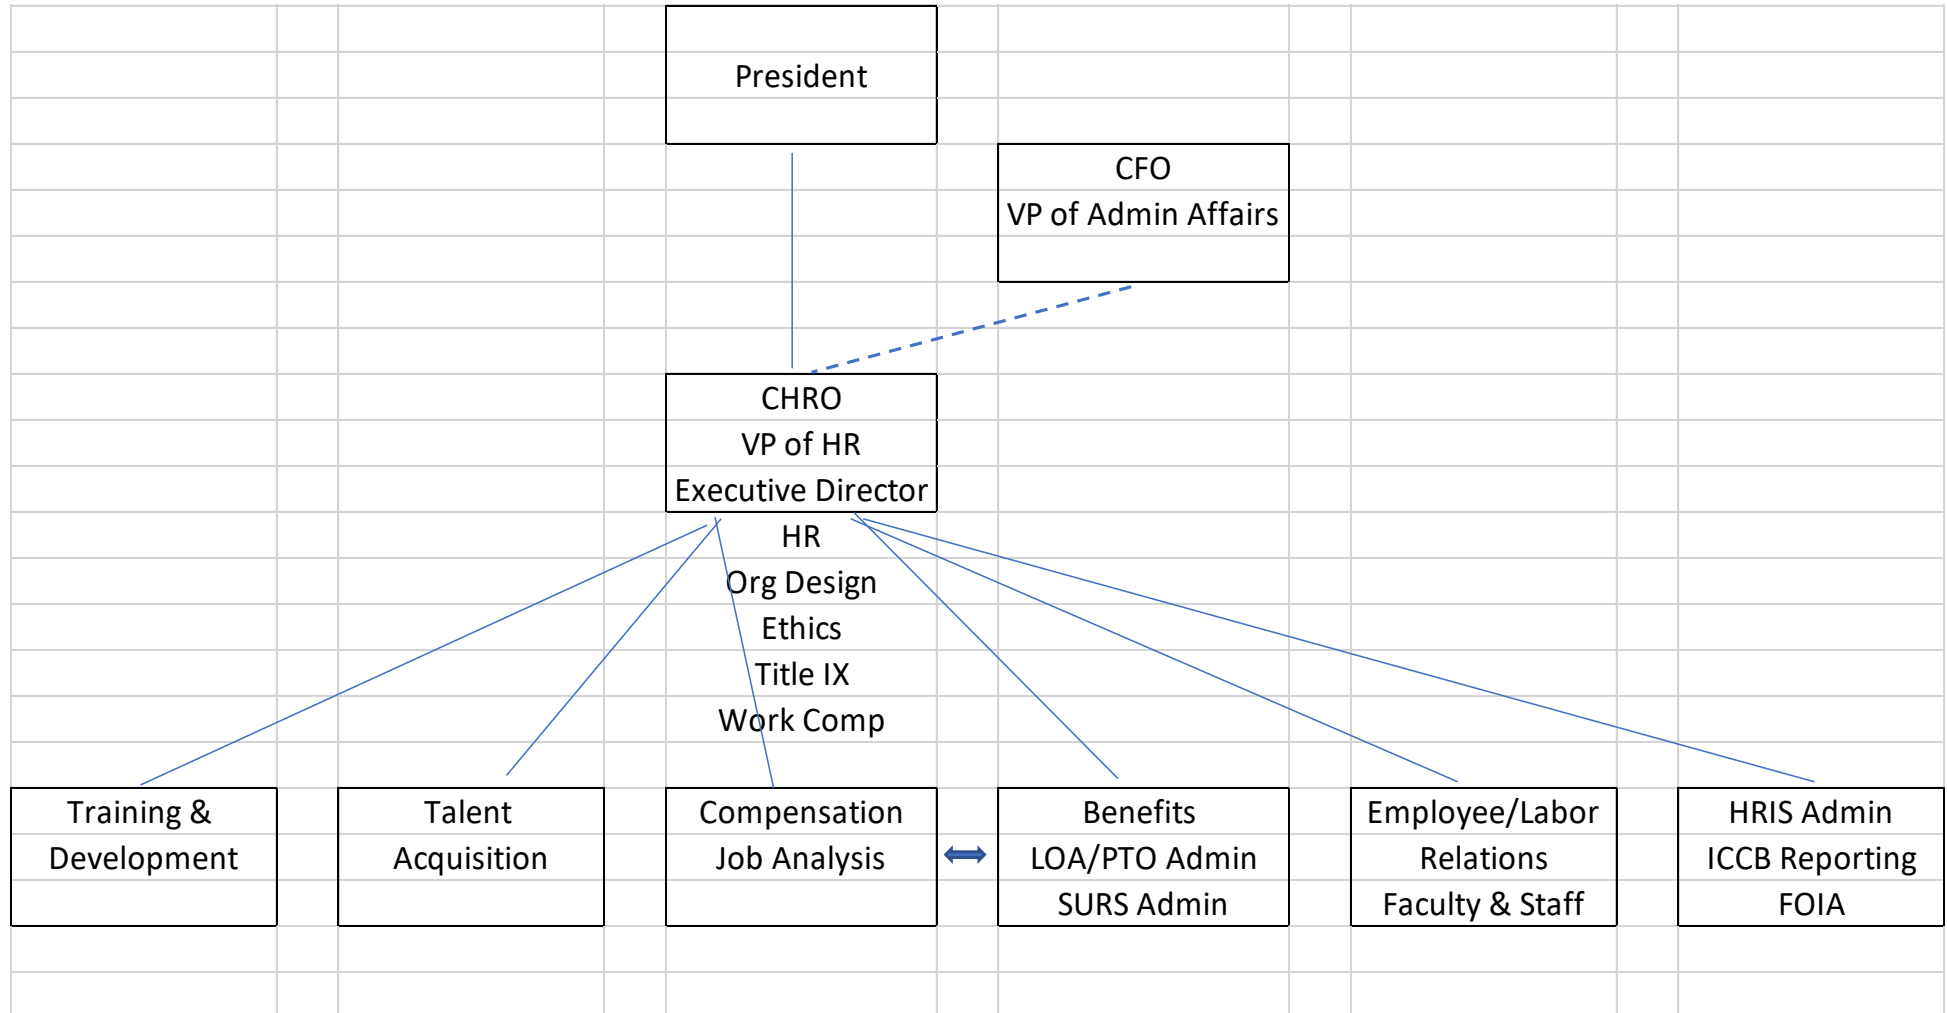 President
CFO
VP of Admin Affairs
CHRO
VP of HR
Executive Director
HR
Org Design
Ethics
Title IX
Work Comp
Training &
Development
Talent
Acquisition
Compensation
Job Analysis
Benefits
LOA/PTO Admin
SURS Admin
Employee/Labor
Relations
Faculty & Staff
HRIS Admin
ICCB Reporting
FOIA